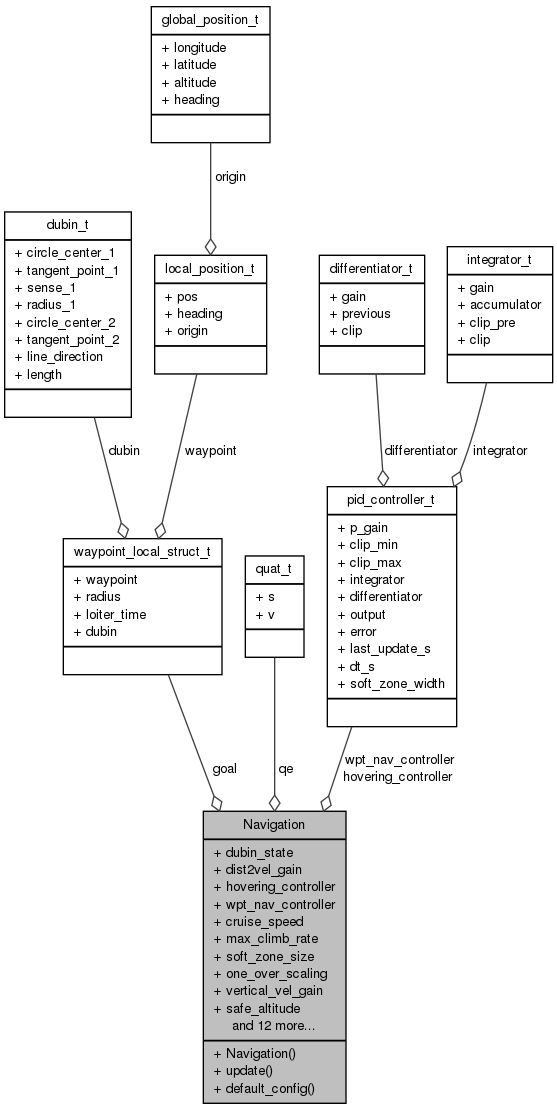 global_position_t
+ longitude
+ latitude
+ altitude
+ heading
origin
dubin_t
+ circle_center_1
+ tangent_point_1
+ sense_1
+ radius_1
+ circle_center_2
+ tangent_point_2
+ line_direction
+ length
local_position_t
+ pos
+ heading
+ origin
differentiator_t
+ gain
+ previous
+ clip
integrator_t
+ gain
+ accumulator
+ clip_pre
+ clip
dubin
waypoint
differentiator
integrator
waypoint_local_struct_t
+ waypoint
+ radius
+ loiter_time
+ dubin
quat_t
+ s
+ v
pid_controller_t
+ p_gain
+ clip_min
+ clip_max
+ integrator
+ differentiator
+ output
+ error
+ last_update_s
+ dt_s
+ soft_zone_width
goal
qe
wpt_nav_controller
hovering_controller
Navigation
+ dubin_state
+ dist2vel_gain
+ hovering_controller
+ wpt_nav_controller
+ cruise_speed
+ max_climb_rate
+ soft_zone_size
+ one_over_scaling
+ vertical_vel_gain
+ safe_altitude
and 12 more...
+ Navigation()
+ update()
+ default_config()